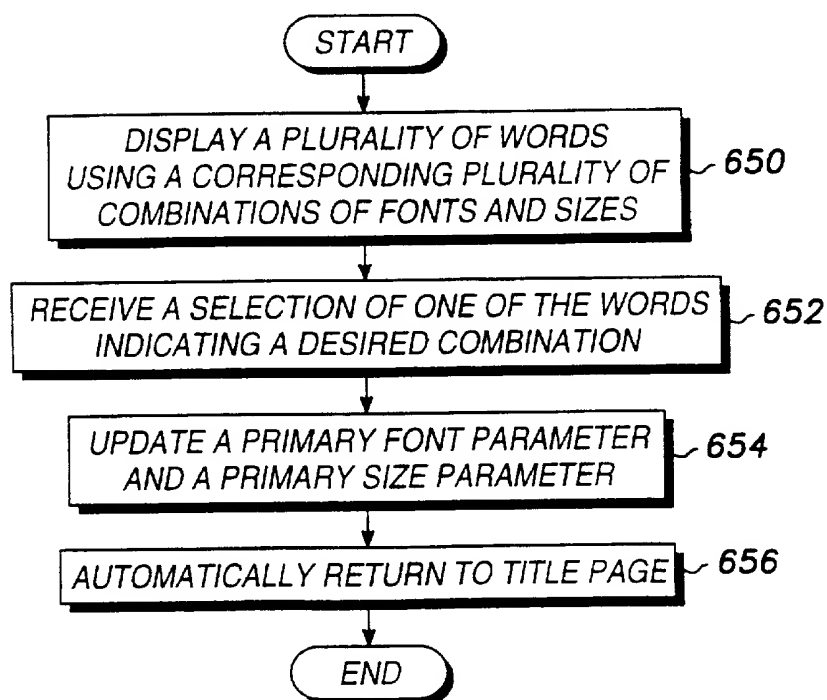 START
DISPLAY A PLURALITY OF WORDS
USING A CORRESPONDING PLURALITY OF
COMBINATIONS OF FONTS AND SIZES
650
RECEIVE A SELECTION OF ONE OF THE WORDS
INDICATING A DESIRED COMBINATION
652
UPDATE A PRIMARY FONT PARAMETER
AND A PRIMARY SIZE PARAMETER
654
AUTOMATICALLY RETURN TO TITLE PAGE
656
END